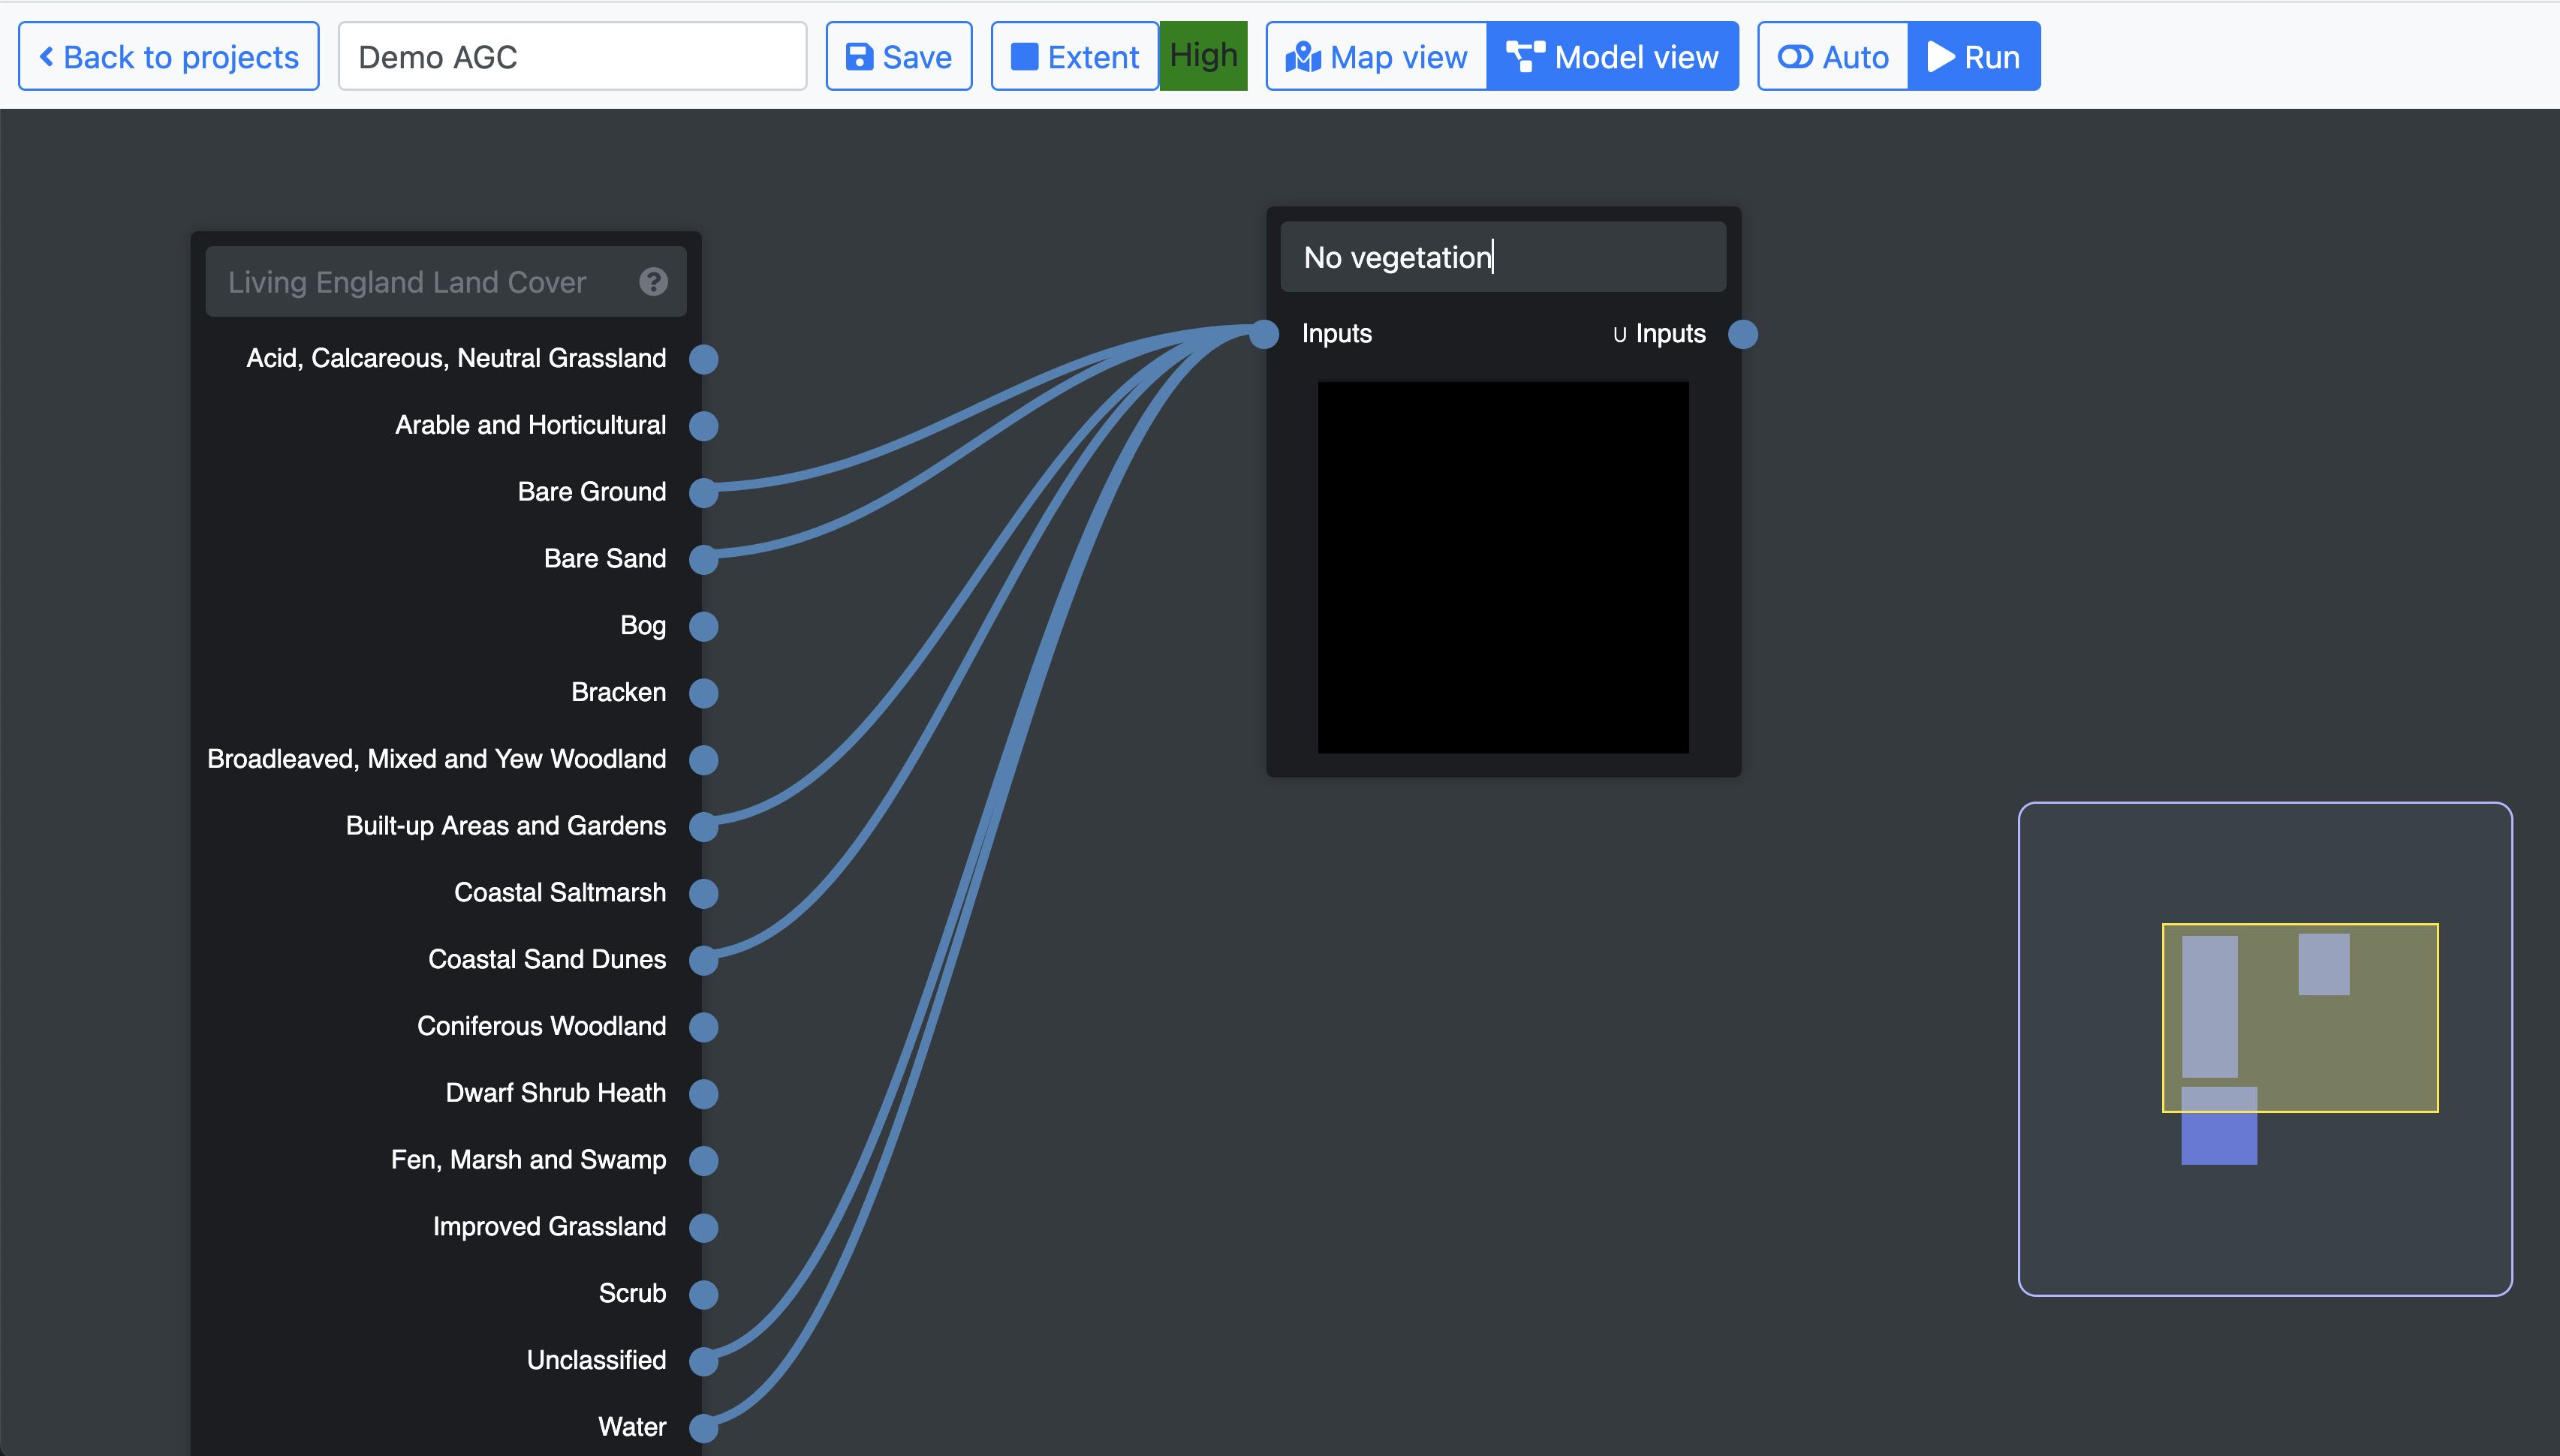 Back to projects
Demo AGC
Save
Extent
High
Map view
Model view
Auto
Run
Living England Land Cover
Acid, Calcareous, Neutral Grassland
Arable and Horticultural
Bare Ground
Bare Sand
Bog
Bracken
Broadleaved, Mixed and Yew Woodland
Built-up Areas and Gardens
Coastal Saltmarsh
Coastal Sand Dunes
Coniferous Woodland
Dwarf Shrub Heath
Fen, Marsh and Swamp
Improved Grassland
Scrub
Unclassified
Water
No vegetation
Inputs
∪ Inputs